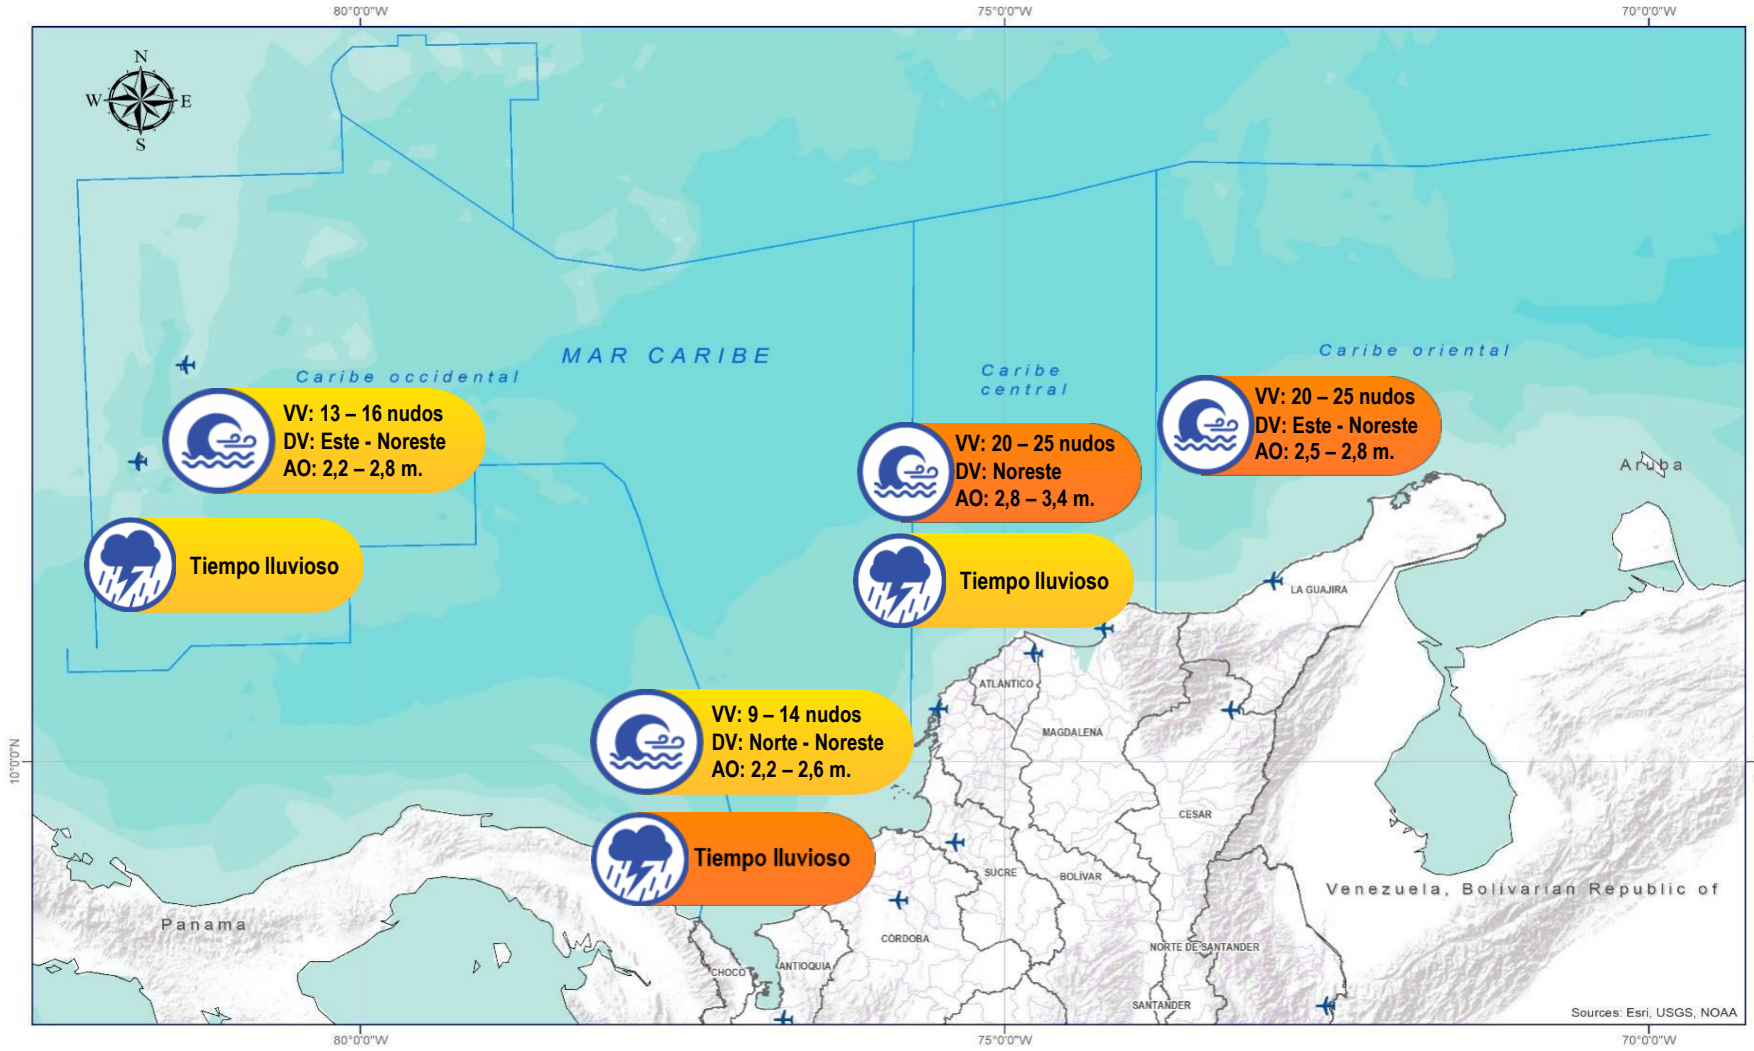 80°0'0"W
75°0'0"W
70°0'0"W
N
W
E
S
MAR CARIBE
Caribe oriental
Caribe occidental
Caribe
central
VV: 13 – 16 nudos
DV: Este - Noreste
AO: 2,2 – 2,8 m.
VV: 20 – 25 nudos
DV: Noreste
AO: 2,8 – 3,4 m.
VV: 20 – 25 nudos
DV: Este - Noreste
AO: 2,5 – 2,8 m.
Aruba
Tiempo lluvioso
Tiempo lluvioso
LA GUAJIRA
ATLÁNTICO
VV: 9 – 14 nudos
DV: Norte - Noreste
AO: 2,2 – 2,6 m.
MAGDALENA
10°0'0"N
CESAR
Tiempo lluvioso
SUCRE
BOLÍVAR
Venezuela, Bolivarian Republic of
Panama
CÓRDOBA
NORTE DE SANTANDER
CHOCÓ
ANTIOQUIA
SANTANDER
Sources: Esri, USGS, NOAA
80°0'0"W
75°0'0"W
70°0'0"W